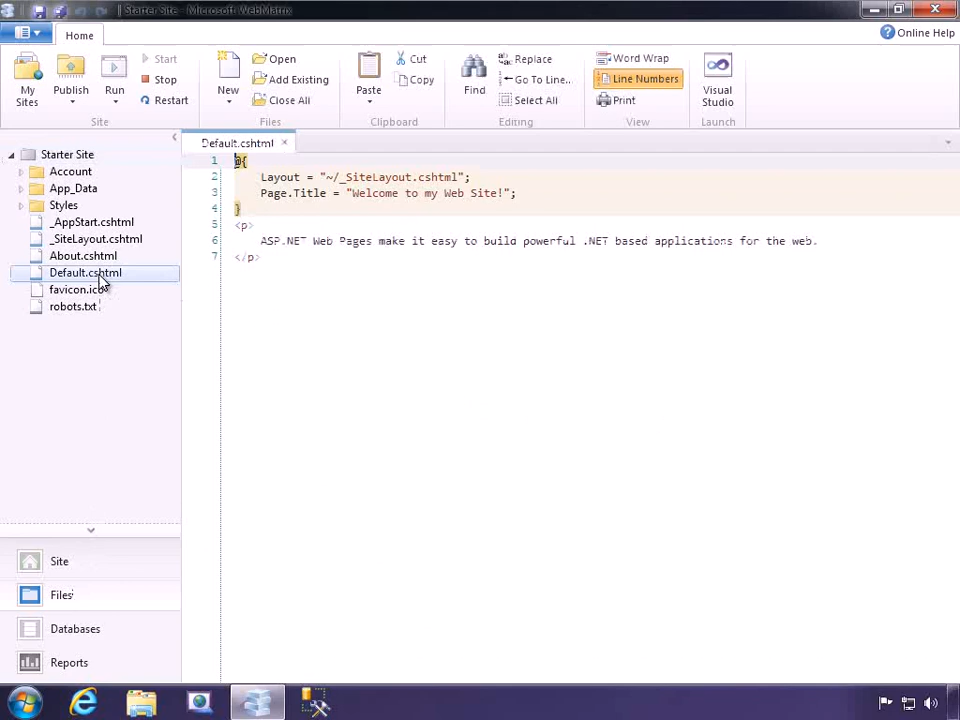 Starter Site - Microsoft WebMatrix
Home
Online Help
My Sites
Publish
Run
Start
Stop
Restart
Site
New
Open
Add Existing
Close All
Files
Paste
Cut
Copy
Clipboard
Find
Replace
Go To Line...
Select All
Editing
Word Wrap
Line Numbers
Print
View
Visual Studio
Launch
Starter Site
Account
App_Data
Styles
_AppStart.cshtml
_SiteLayout.cshtml
About.cshtml
Default.cshtml
favicon.ico
robots.txt
Default.cshtml
1 @{
2 Layout = "~/_SiteLayout.cshtml";
3 Page.Title = "Welcome to my Web Site!";
4 }
5 <p>
6 ASP.NET Web Pages make it easy to build powerful .NET based applications for the web.
7 </p>
Site
Files
Databases
Reports